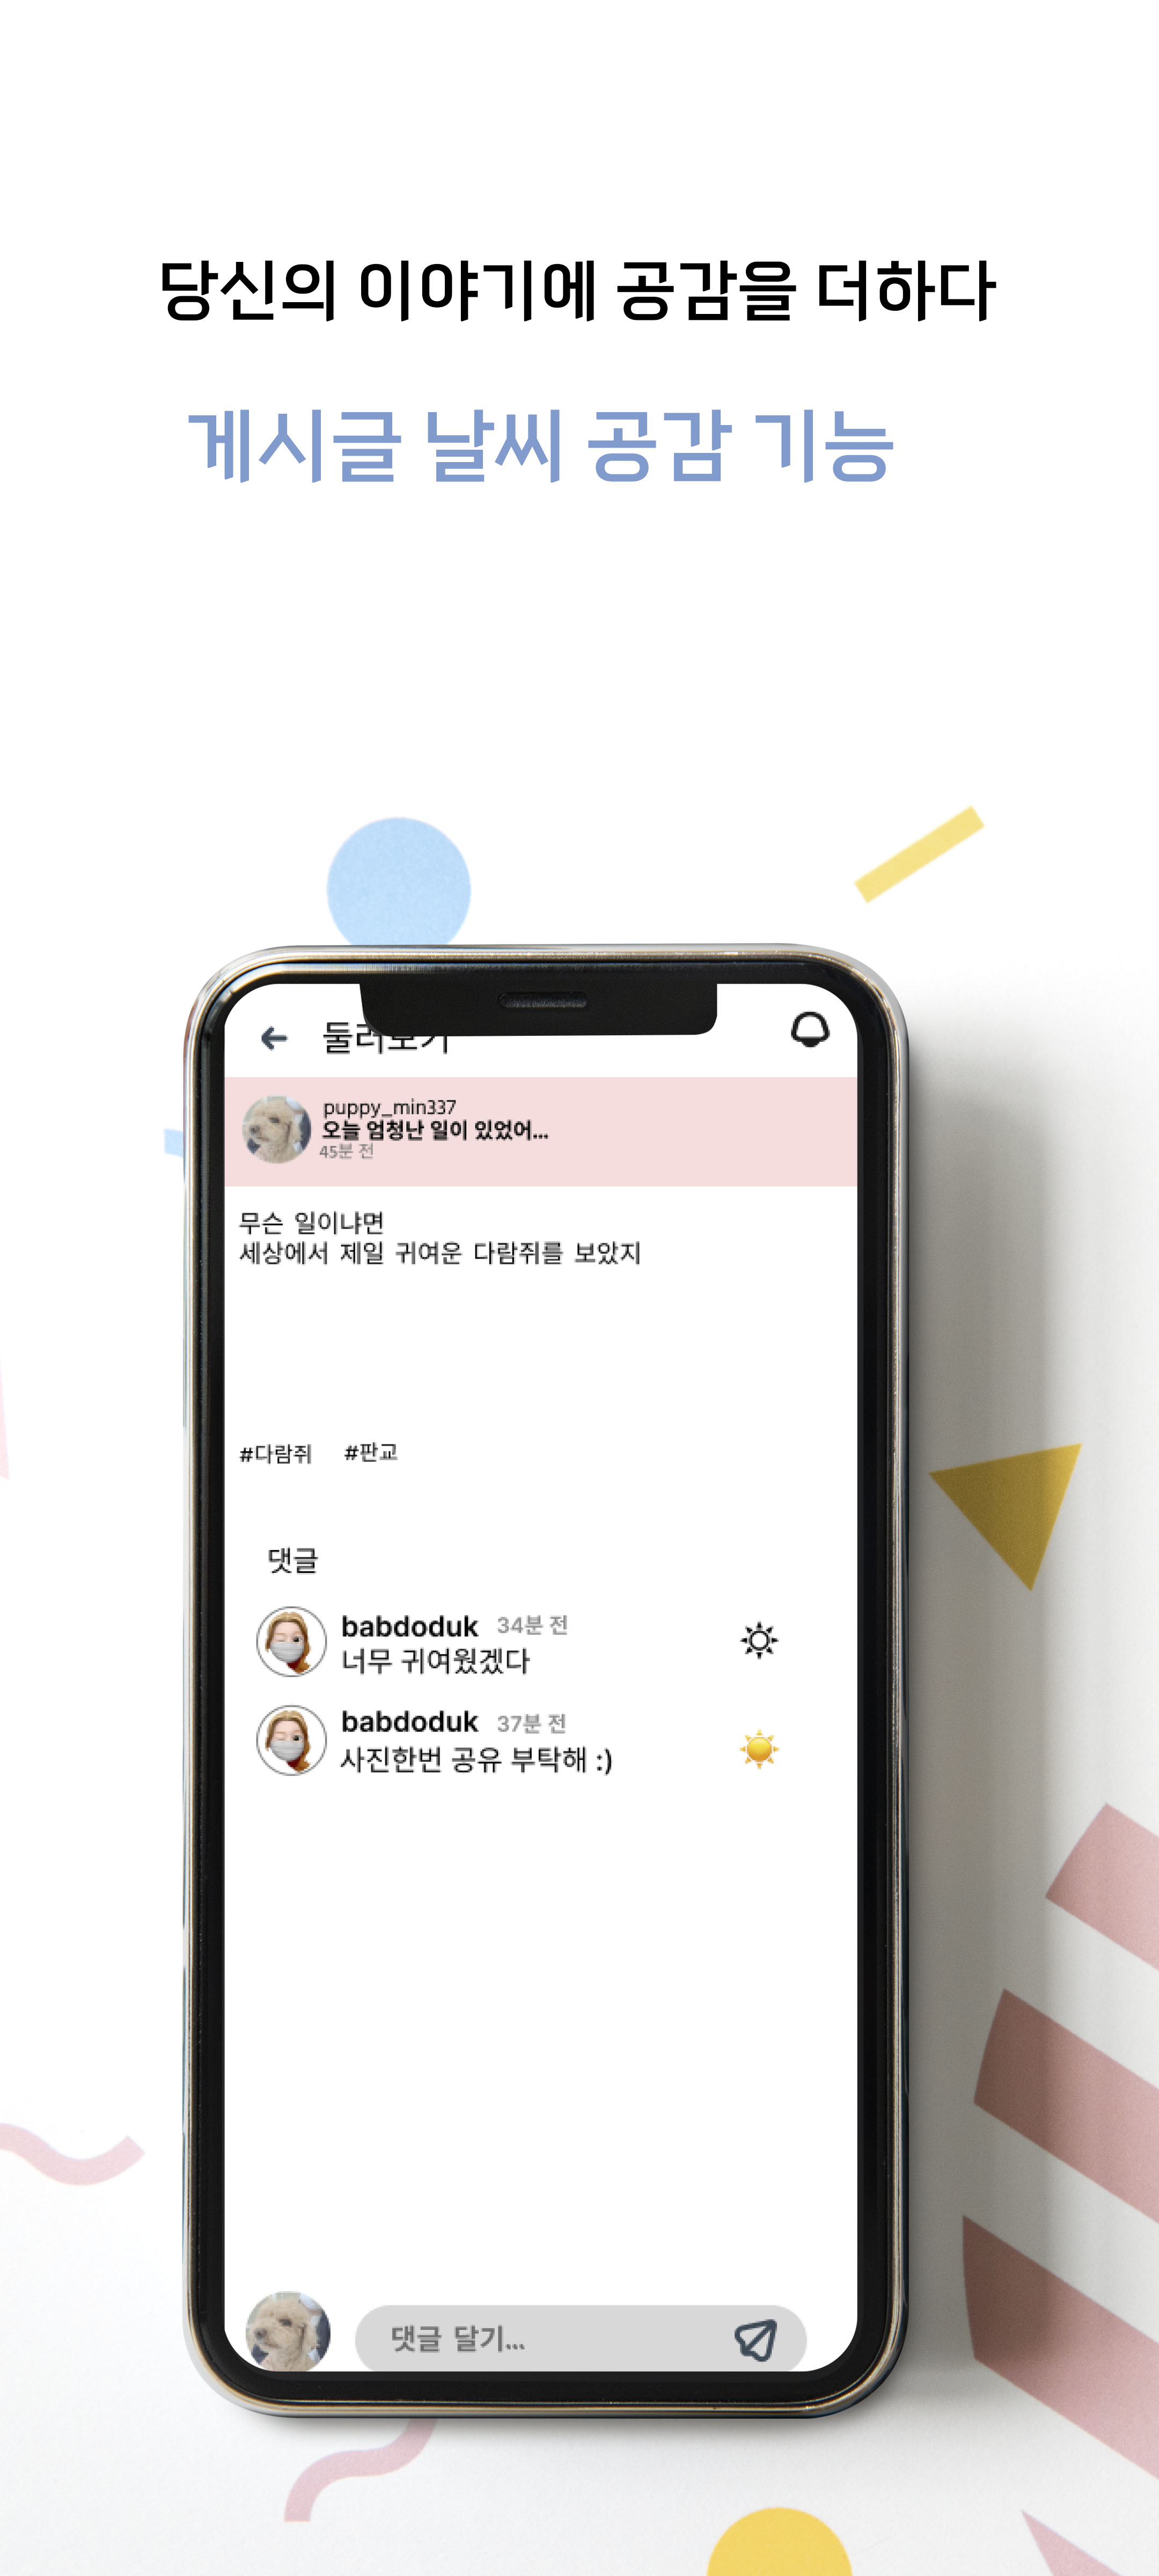 당신의 이야기에 공감을 더하다
게시글 날씨 공감 기능
둘러보기
puppy_min337
오늘 엄청난 일이 있었어...
45분 전
무슨 일이냐면
세상에서 제일 귀여운 다람쥐를 보았지
#다람쥐 #판교
댓글
babdoduk 34분 전
너무 귀여웠겠다
babdoduk 37분 전
사진한번 공유 부탁해 :)
댓글 달기...